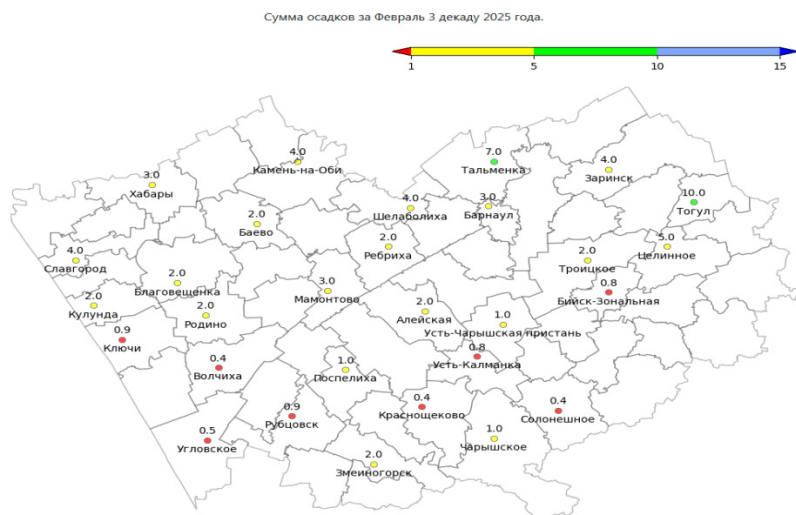 Сумма осадков за Февраль 3 декаду 2025 года.
1 5 10 15
4.0
Камень-на-Оби
7.0
Тальменка
4.0
Заринск
3.0
Хабары
10.0
Тогул
4.0
Шелаболиха
3.0
Барнаул
2.0
Баево
2.0
Ребриха
5.0
Целинное
4.0
Славгород
2.0
Троицкое
2.0
Благовещенка
3.0
Мамонтово
0.8
Бийск-Зональная
2.0
Кулунда
2.0
Родино
2.0
Алейская
1.0
Усть-Чарышская пристань
0.9
Ключи
0.8
Усть-Калманка
0.4
Волчиха
1.0
Поспелиха
0.4
Краснощеково
0.4
Солонешное
0.9
Рубцовск
0.5
Угловское
1.0
Чарышское
2.0
Змеиногорск